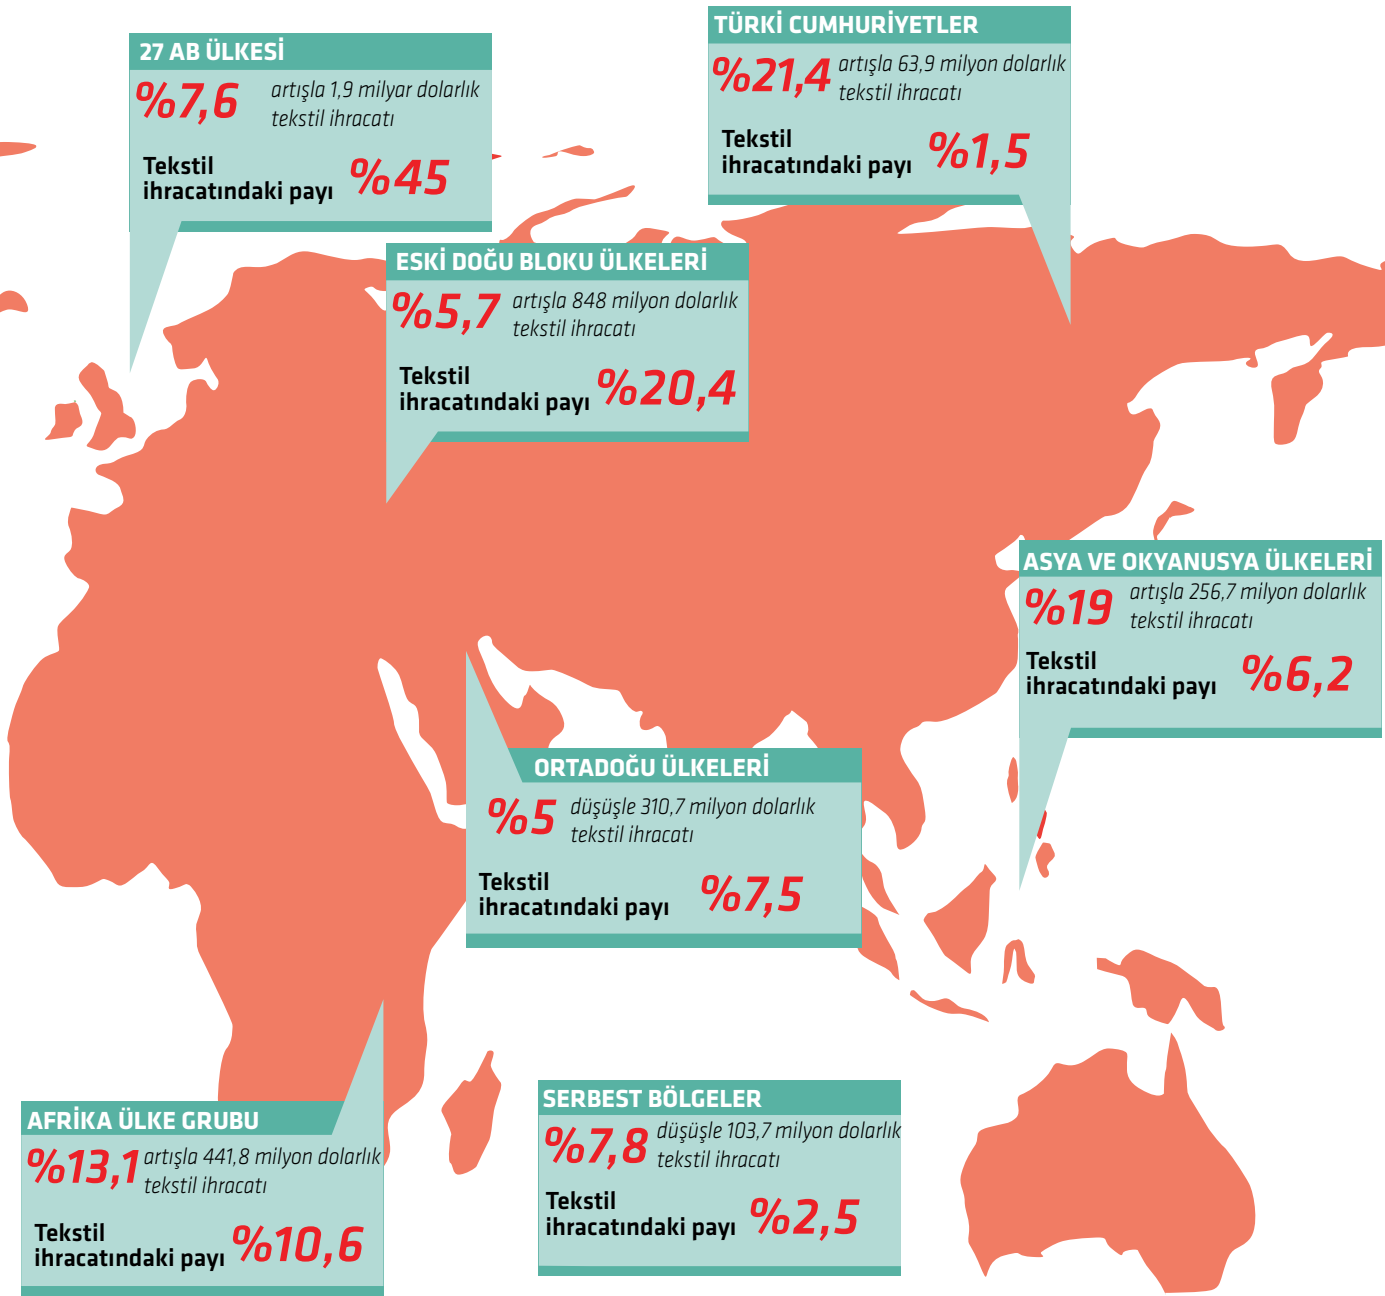 27 AB ÜLKESİ
%7,6 artışla 1,9 milyar dolarlık
tekstil ihracatı
Tekstil
ihracatındaki payı %45
TÜRKİ CUMHURİYETLER
%21,4 artışla 63,9 milyon dolarlık
tekstil ihracatı
Tekstil
ihracatındaki payı %1,5
ESKİ DOĞU BLOKU ÜLKELERİ
%5,7 artışla 848 milyon dolarlık
tekstil ihracatı
Tekstil
ihracatındaki payı %20,4
ASYA VE OKYANUSYA ÜLKELERİ
%19 artışla 256,7 milyon dolarlık
tekstil ihracatı
Tekstil
ihracatındaki payı %6,2
ORTADOĞU ÜLKELERİ
%5 düşüşle 310,7 milyon dolarlık
tekstil ihracatı
Tekstil
ihracatındaki payı %7,5
AFRİKA ÜLKE GRUBU
%13,1 artışla 441,8 milyon dolarlık
tekstil ihracatı
Tekstil
ihracatındaki payı %10,6
SERBEST BÖLGELER
%7,8 düşüşle 103,7 milyon dolarlık
tekstil ihracatı
Tekstil
ihracatındaki payı %2,5